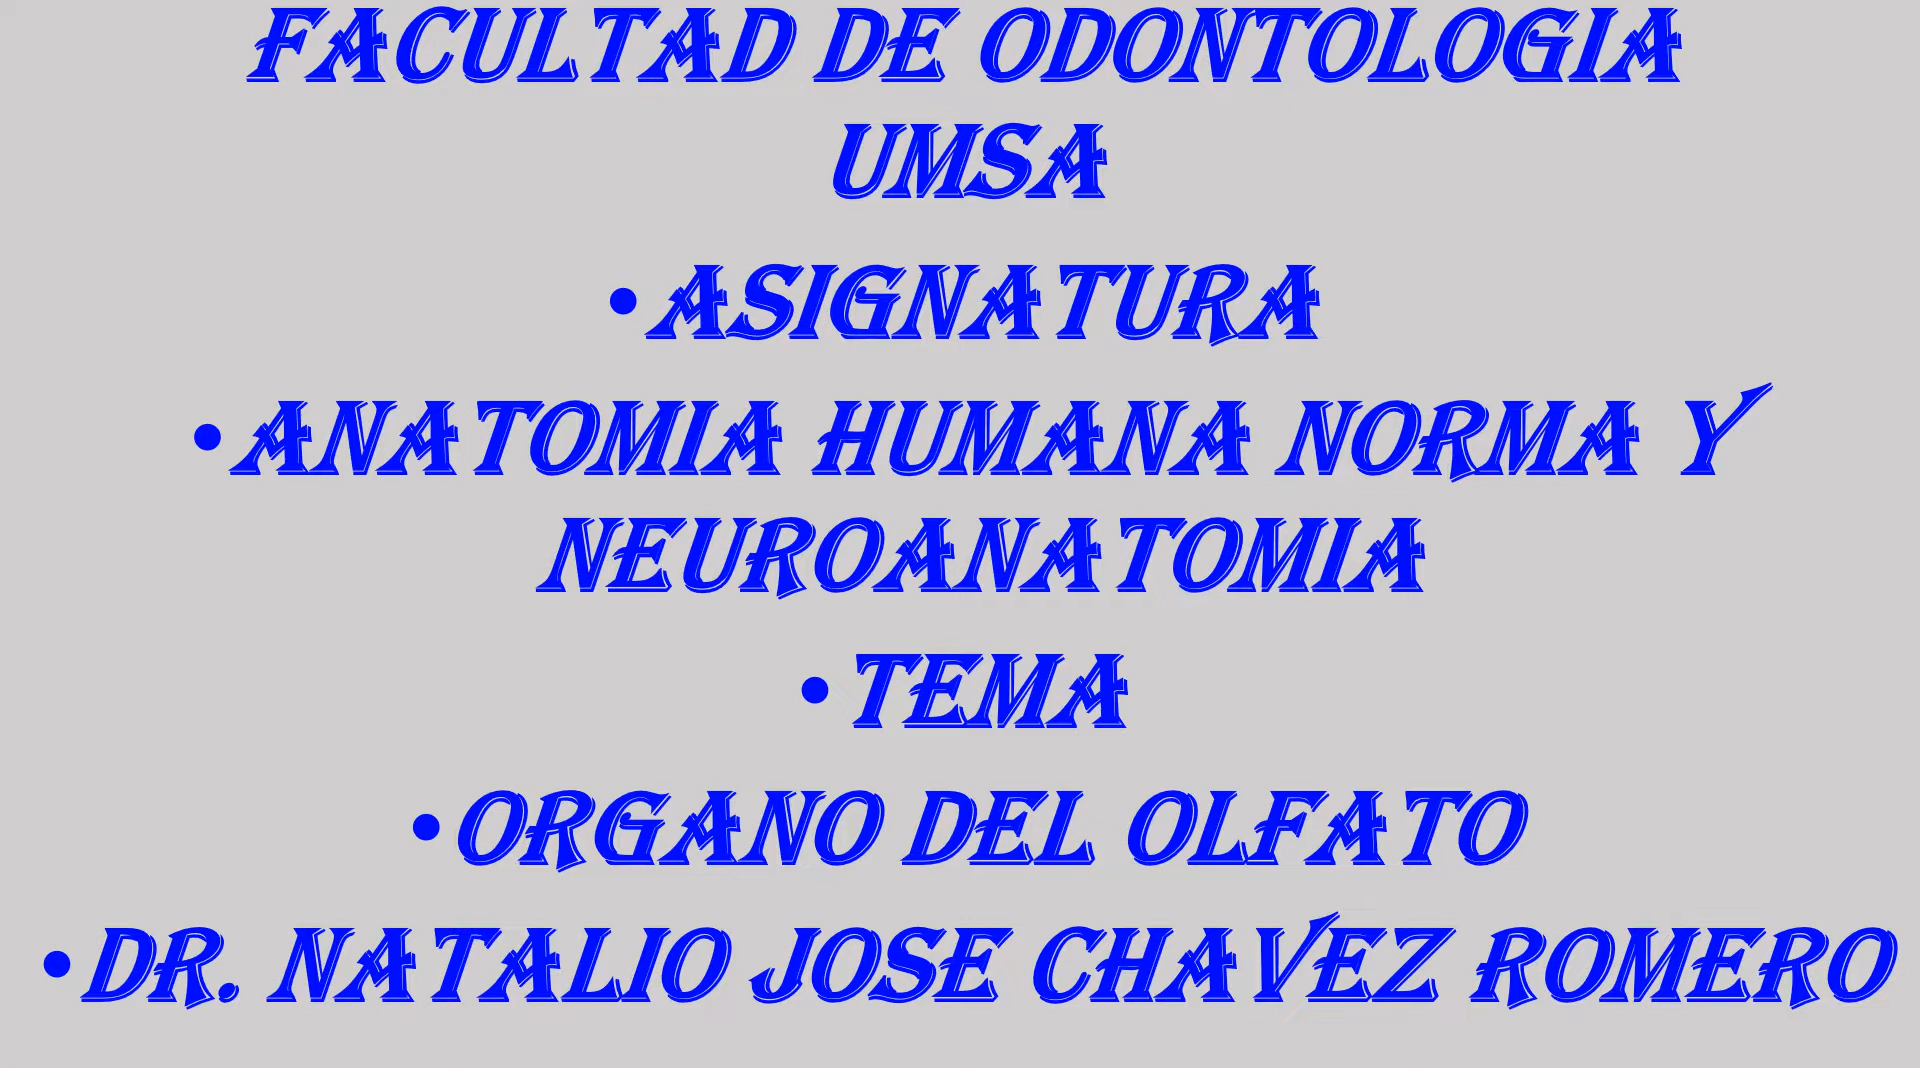 FACULTAD DE ODONTOLOGIA
UMSA
•ASIGNATURA
•ANATOMIA HUMANA NORMA Y
NEUROANATOMIA
•TEMA
•ORGANO DEL OLFATO
•DR. NATALIO JOSE CHAVEZ ROMERO